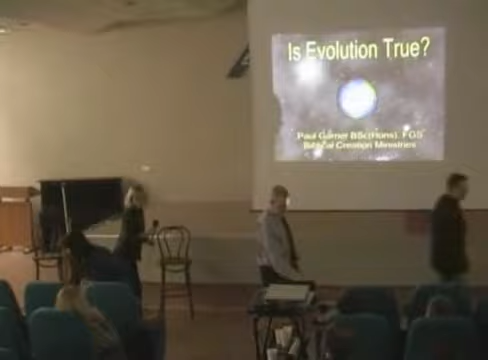 Is Evolution True?
Paul Garner BSc(Hons), FGS
Biblical Creation Ministries